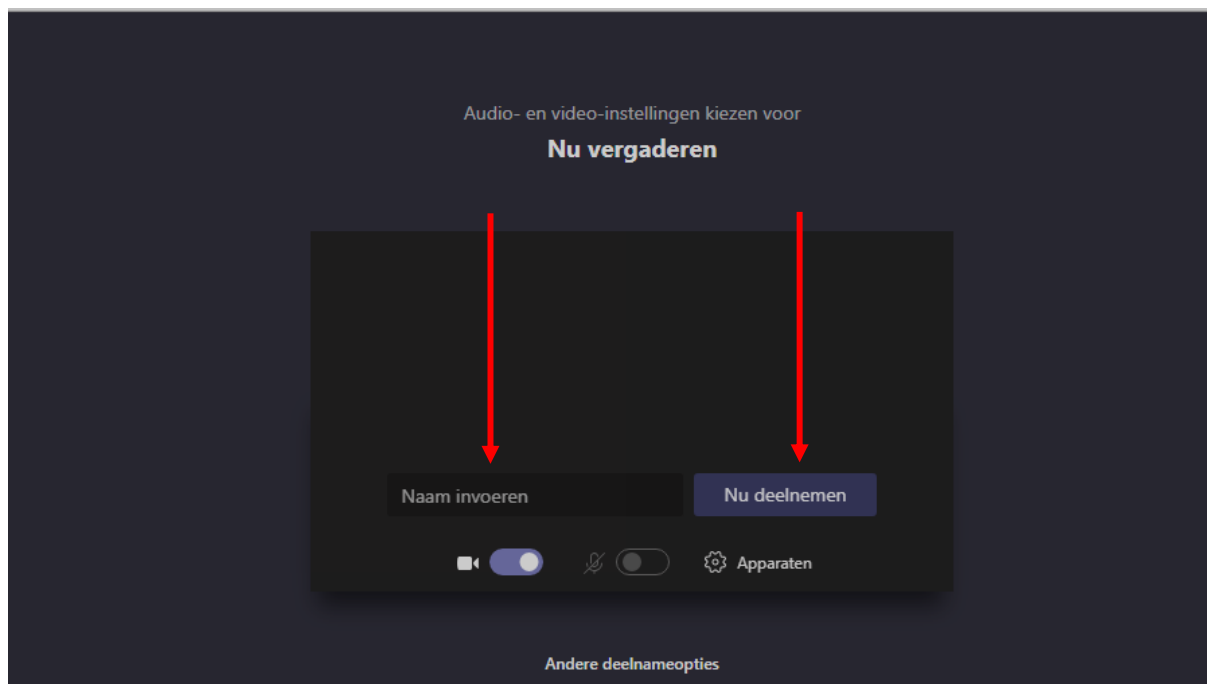 Audio- en video-instellingen kiezen voor
Nu vergaderen
Naam invoeren
Nu deelnemen
Apparaten
Andere deelnameopties